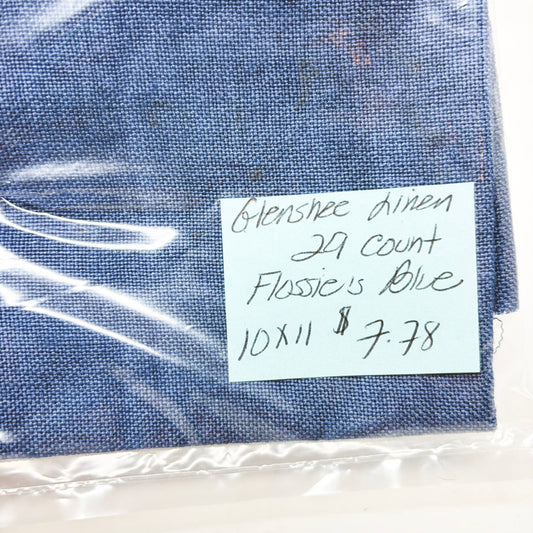 Glenshee Linen
29 count
Flossie's Blue
10x11 $7.78